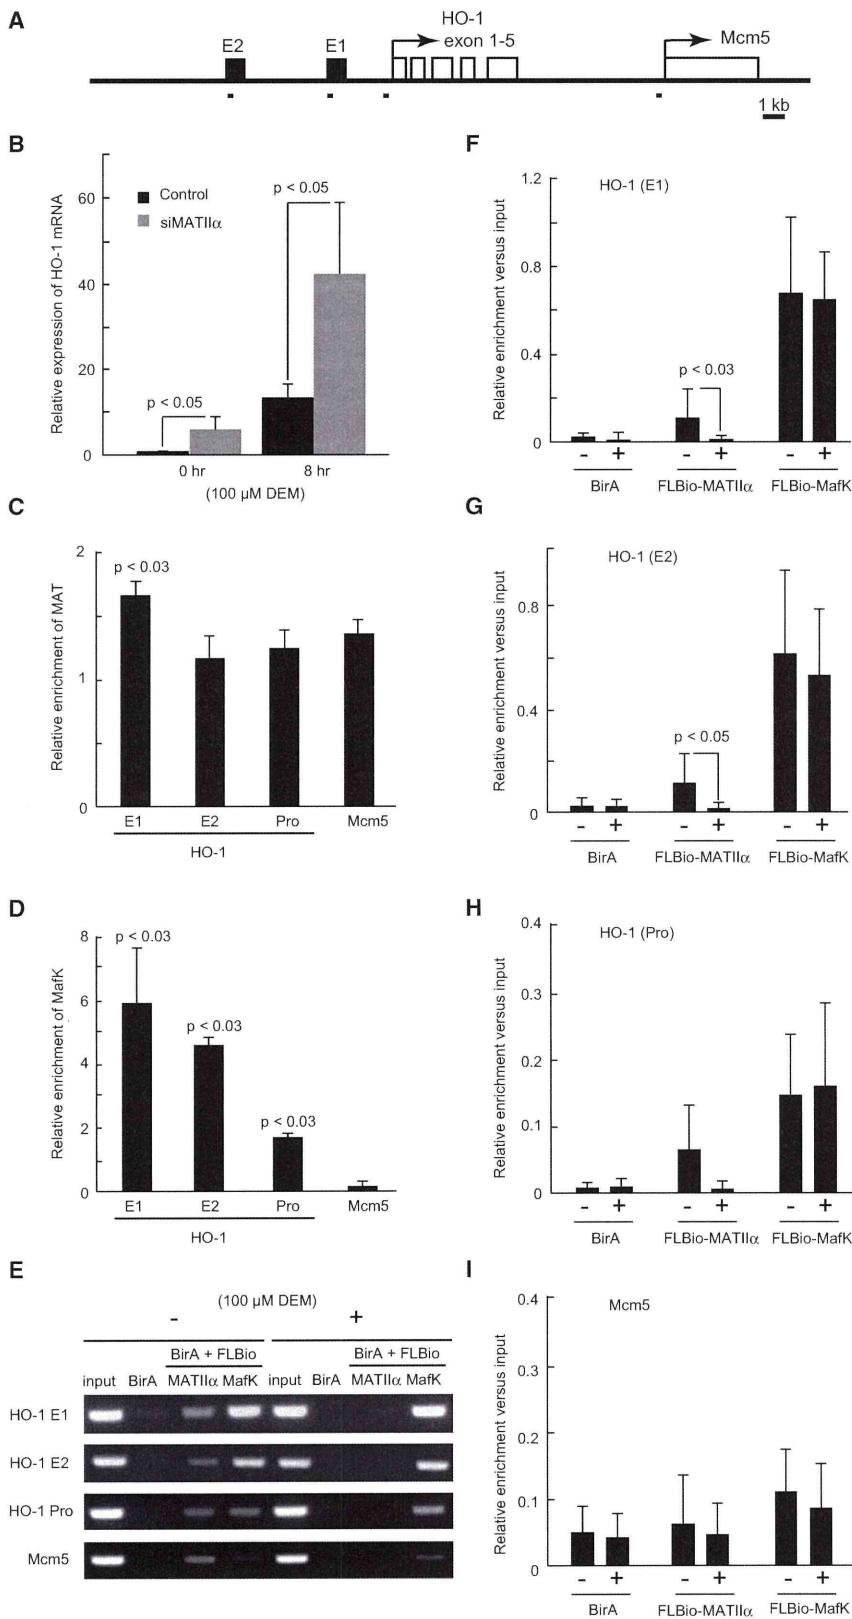 A
E2
E1
HO-1
exon 1-5
Mcm5
1 kb
B
Relative expression of HO-1 mRNA
60
40
20
0
Control
siMATIIα
p < 0.05
p < 0.05
0 hr
8 hr
(100 µM DEM)
C
Relative enrichment of MAT
2
1
0
p < 0.03
E1
E2
Pro
Mcm5
HO-1
D
Relative enrichment of MafK
8
6
4
2
0
p < 0.03
p < 0.03
p < 0.03
E1
E2
Pro
Mcm5
HO-1
E
(100 µM DEM)
- +
BirA + FLBio BirA + FLBio
input BirA MATIIα MafK input BirA MATIIα MafK
HO-1 E1
HO-1 E2
HO-1 Pro
Mcm5
F
HO-1 (E1)
Relative enrichment versus input
1.2
0.8
0.4
0
p < 0.03
- + - + - +
BirA FLBio-MATIIα FLBio-MafK
G
HO-1 (E2)
Relative enrichment versus input
0.8
0.4
0
p < 0.05
- + - + - +
BirA FLBio-MATIIα FLBio-MafK
H
HO-1 (Pro)
Relative enrichment versus input
0.4
0.3
0.2
0.1
0
- + - + - +
BirA FLBio-MATIIα FLBio-MafK
I
Mcm5
Relative enrichment versus input
0.4
0.3
0.2
0.1
0
- + - + - +
BirA FLBio-MATIIα FLBio-MafK